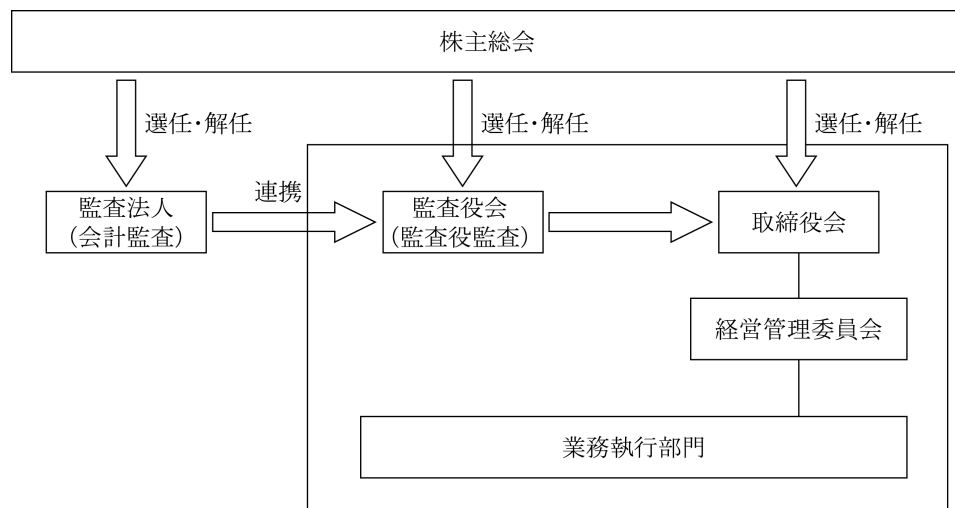 株主総会
選任・解任
選任・解任
選任・解任
連携
監査法人
（会計監査）
監査役会
（監査役監査）
取締役会
経営管理委員会
業務執行部門